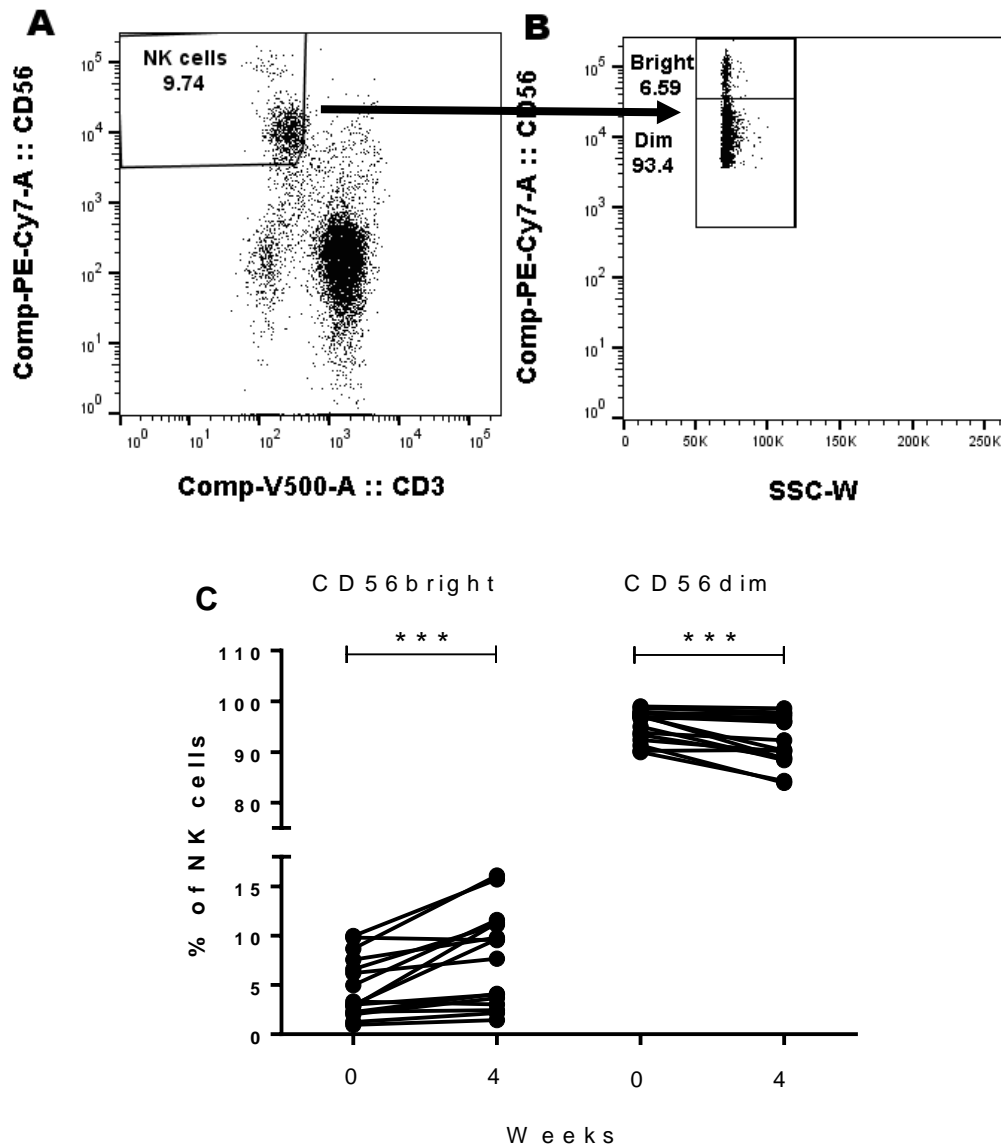 A
NK cells
9.74
10^5
10^4
10^3
10^2
10^1
10^0
Comp-PE-Cy7-A :: CD56
10^0 10^1 10^2 10^3 10^4 10^5
Comp-V500-A :: CD3
B
Bright
6.59
Dim
93.4
10^5
10^4
10^3
10^2
10^1
10^0
Comp-PE-Cy7-A :: CD56
0 50K 100K 150K 200K 250K
SSC-W
C
CD56bright CD56dim
*** ***
110
100
90
80
15
10
5
0
% of NK cells
0 4 0 4
Weeks